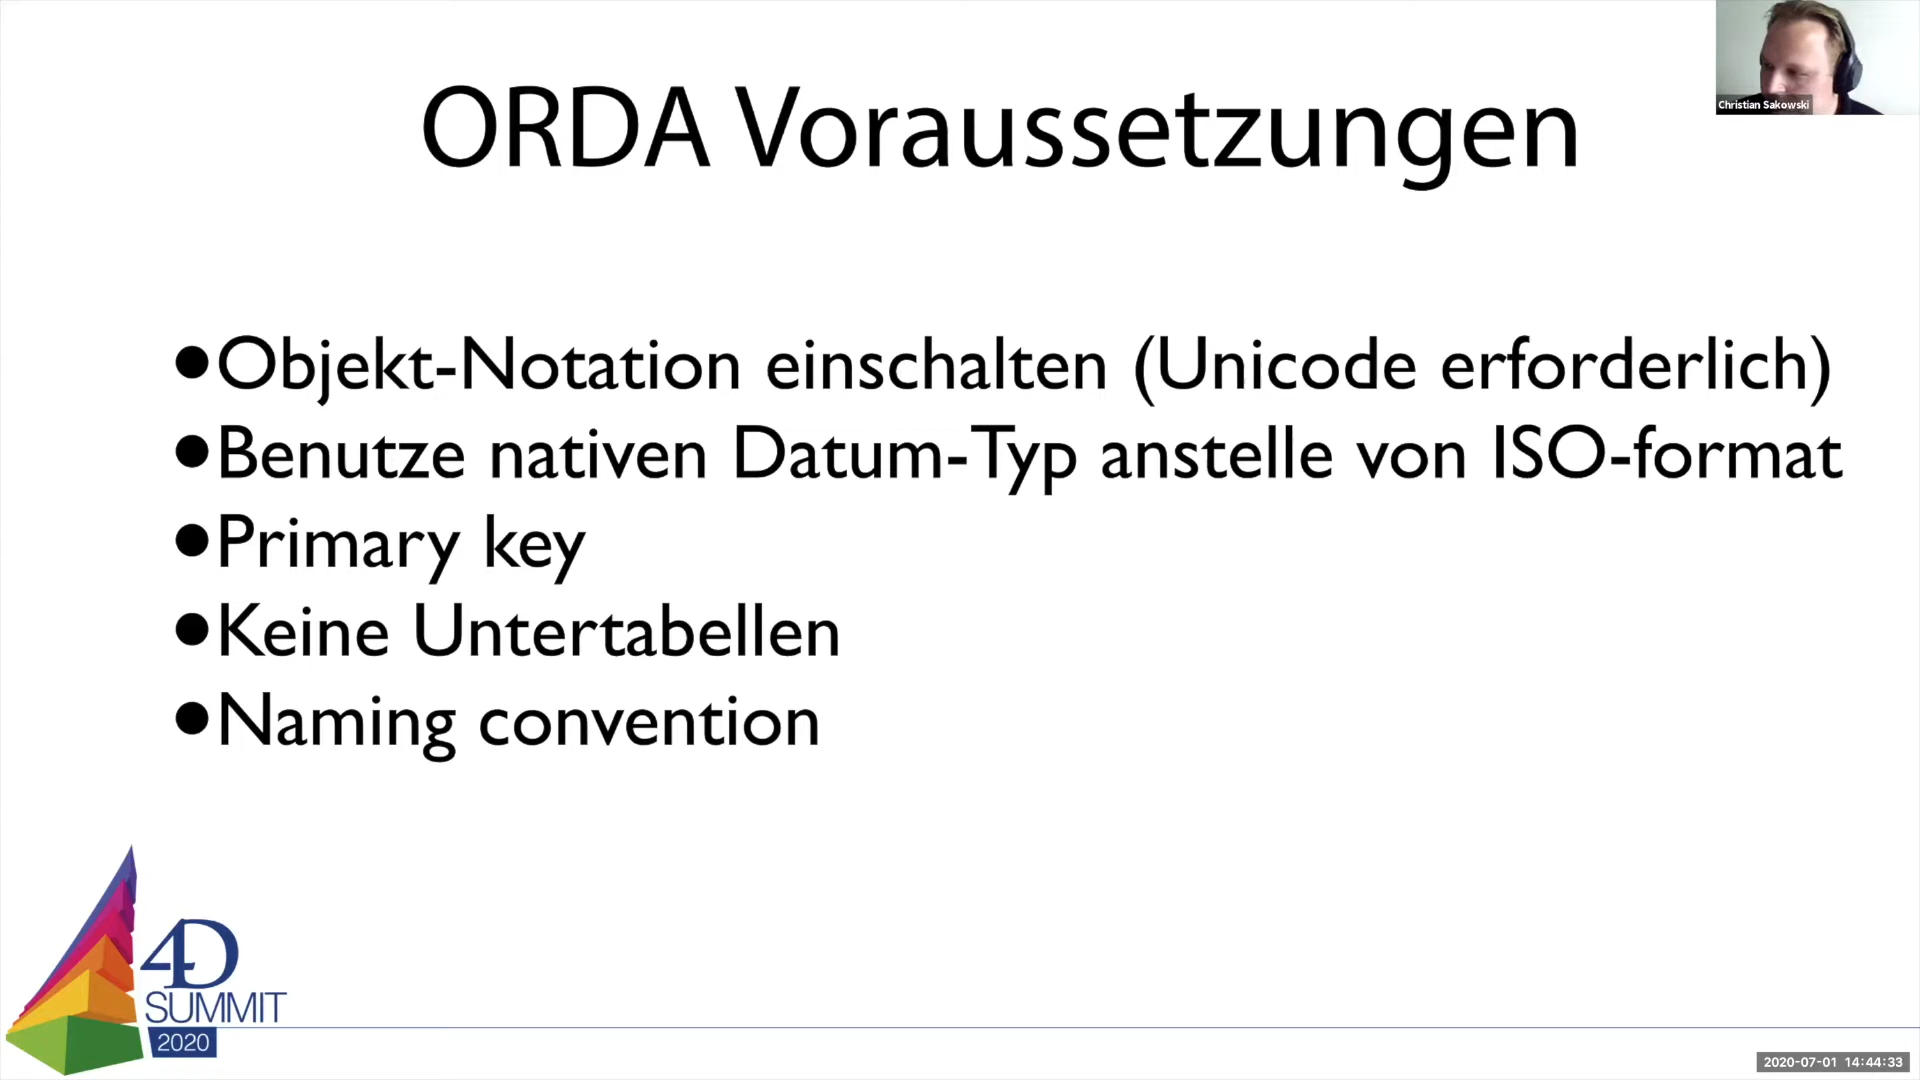 ORDA Voraussetzungen
Christian Sakowski
•Objekt-Notation einschalten (Unicode erforderlich)
•Benutze nativen Datum-Typ anstelle von ISO-format
•Primary key
•Keine Untertabellen
•Naming convention
4D
SUMMIT
2020
2020-07-01 14:44:33